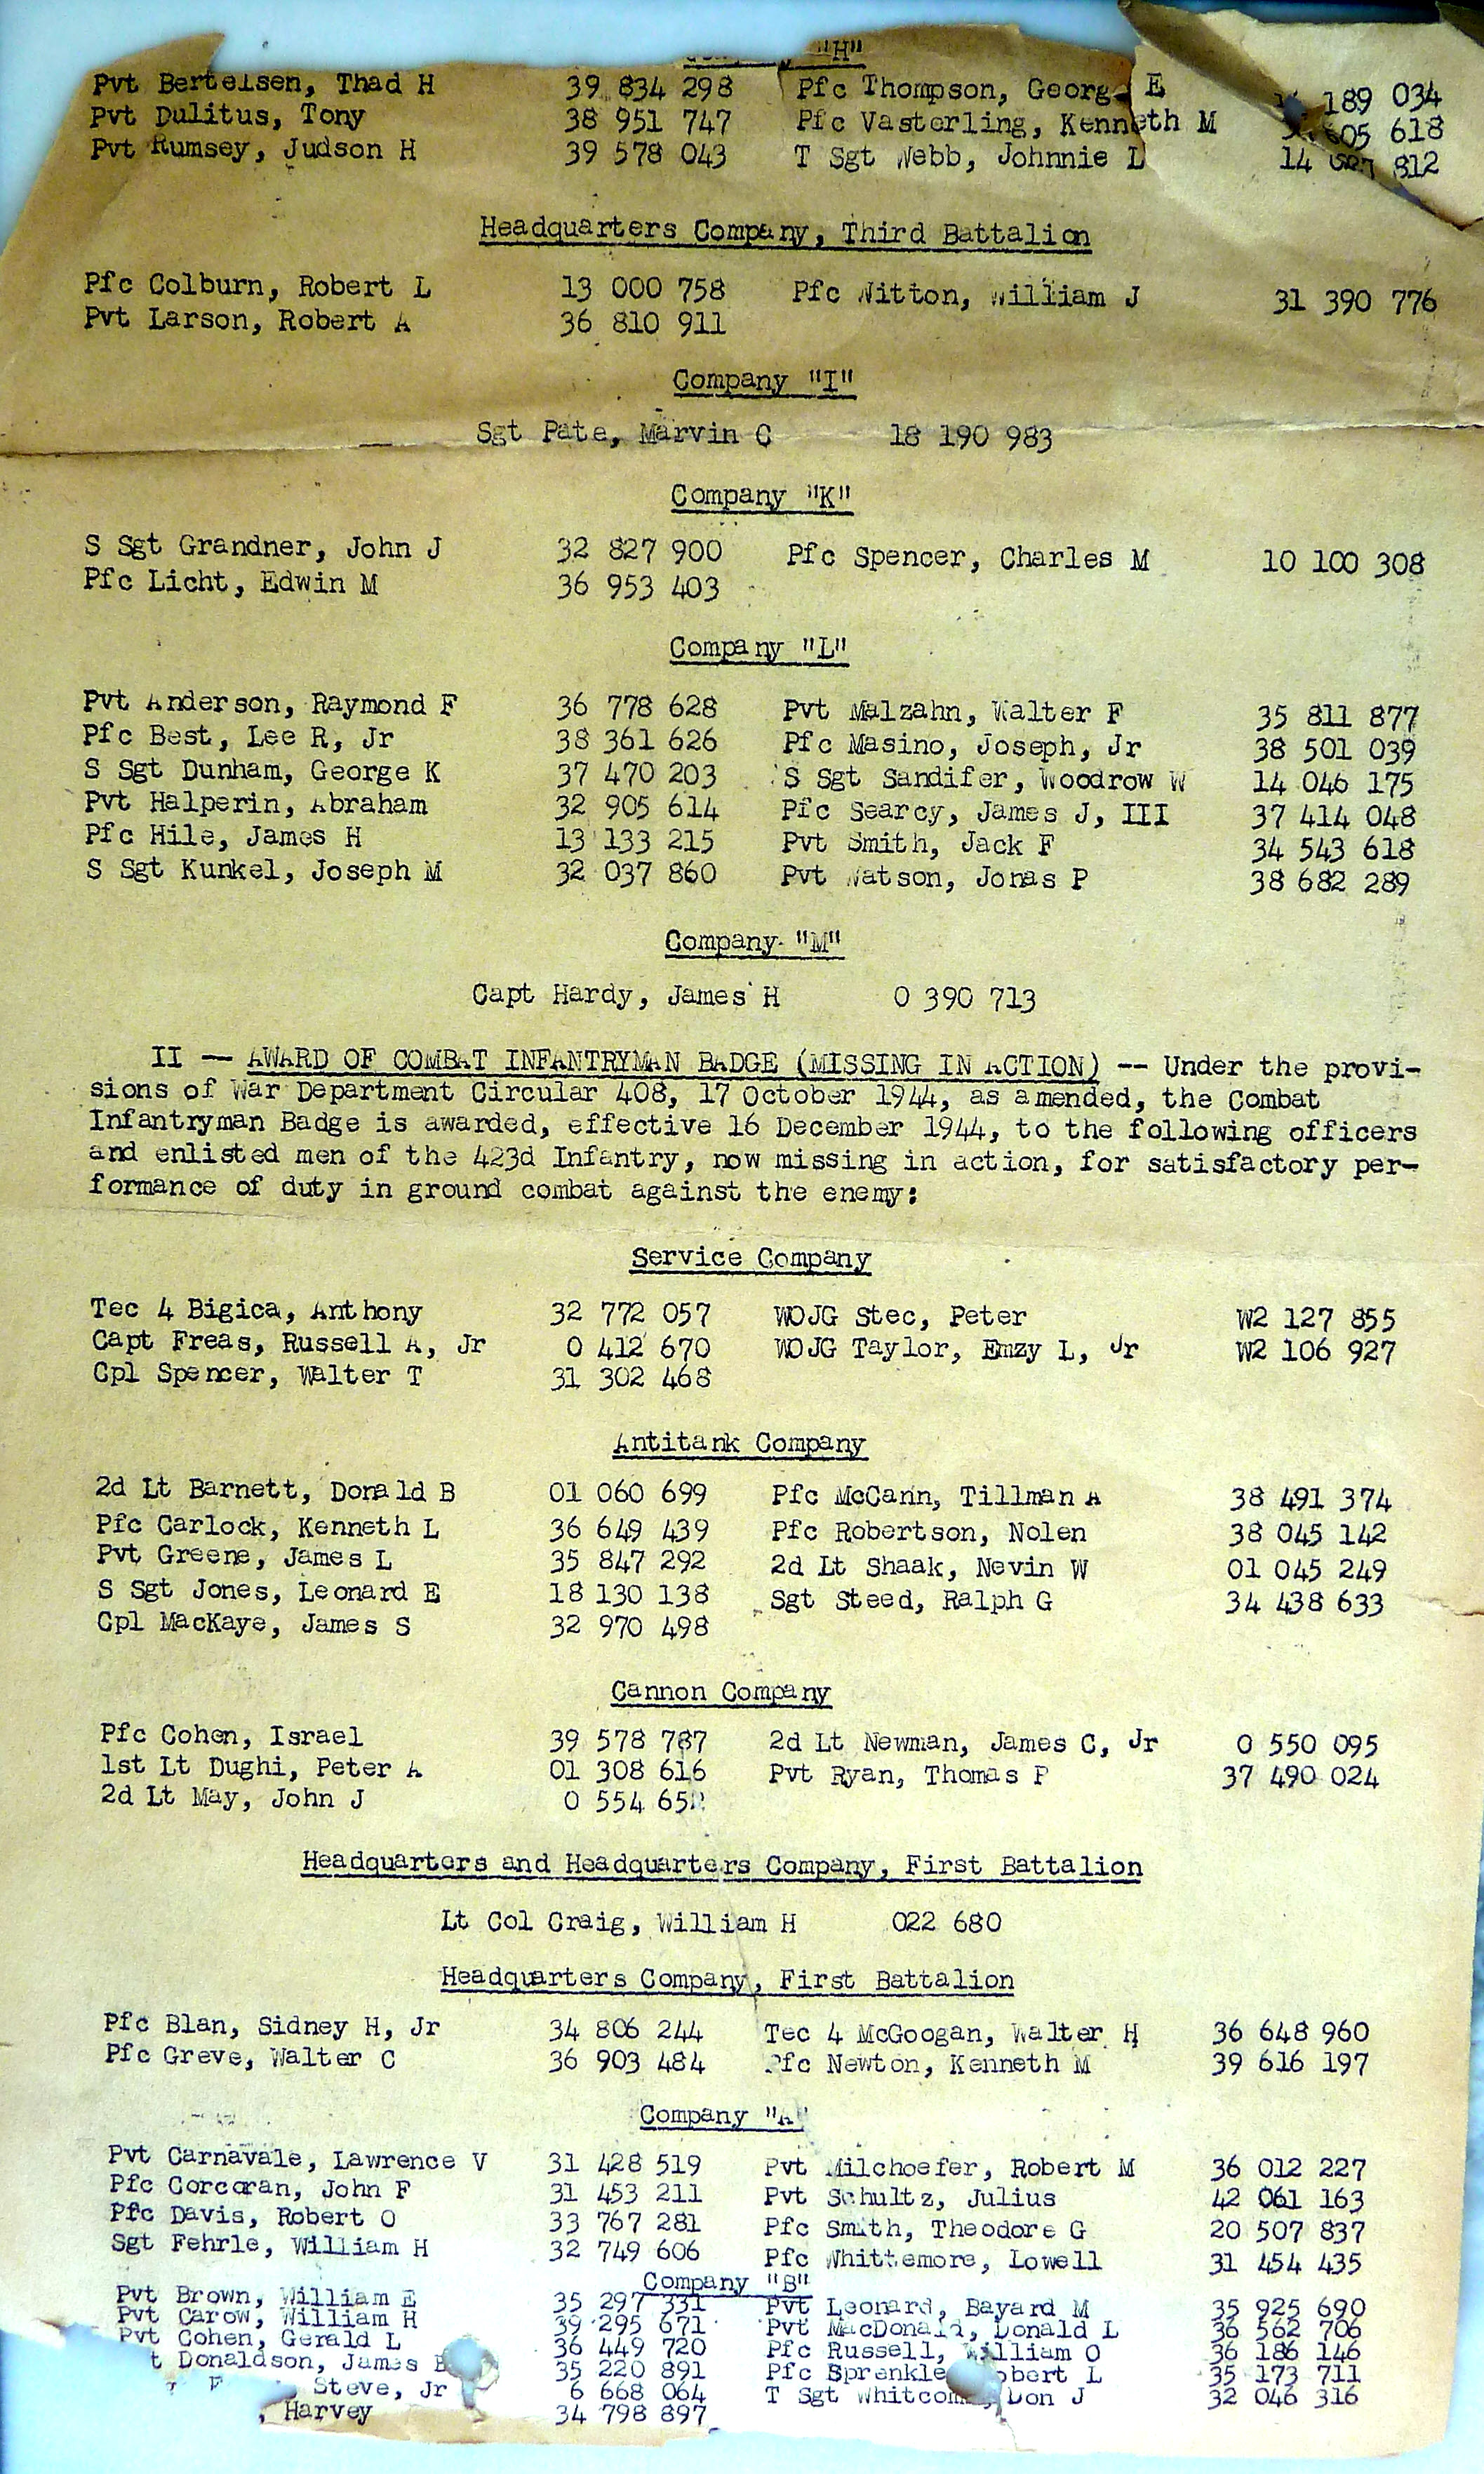 "H"
Pvt Bertelsen, Thad H 39 834 298 Pfc Thompson, Georg E 189 034
Pvt Dulitus, Tony 38 951 747 Pfc Vasterling, Kenneth M 605 618
Pvt Rumsey, Judson H 39 578 043 T Sgt Webb, Johnnie L 14 812
Headquarters Company, Third Battalion
Pfc Colburn, Robert L 13 000 758 Pfc Witton, William J 31 390 776
Pvt Larson, Robert A 36 810 911
Company "I"
Sgt Pate, Marvin C 18 190 983
Company "K"
S Sgt Grandner, John J 32 827 900 Pfc Spencer, Charles M 10 100 308
Pfc Licht, Edwin M 36 953 403
Company "L"
Pvt Anderson, Raymond F 36 778 628 Pvt Malzahn, Walter F 35 811 877
Pfc Best, Lee R, Jr 38 361 626 Pfc Masino, Joseph, Jr 38 501 039
S Sgt Dunham, George K 37 470 203 S Sgt Sandifer, Woodrow W 14 046 175
Pvt Halperin, Abraham 32 905 614 Pfc Searcy, James J, III 37 414 048
Pfc Hile, James H 13 133 215 Pvt Smith, Jack F 34 543 618
S Sgt Kunkel, Joseph M 32 037 860 Pvt Watson, Jonas P 38 682 289
Company "M"
Capt Hardy, James H 0 390 713
II — AWARD OF COMBAT INFANTRYMAN BADGE (MISSING IN ACTION) -- Under the provi-
sions of War Department Circular 408, 17 October 1944, as amended, the Combat
Infantryman Badge is awarded, effective 16 December 1944, to the following officers
and enlisted men of the 423d Infantry, now missing in action, for satisfactory per-
formance of duty in ground combat against the enemy:
Service Company
Tec 4 Bigica, Anthony 32 772 057 WOJG Stec, Peter W2 127 855
Capt Freas, Russell A, Jr 0 412 670 WOJG Taylor, Emzy L, Jr W2 106 927
Cpl Spencer, Walter T 31 302 468
Antitank Company
2d Lt Barnett, Donald B 01 060 699 Pfc McCann, Tillman A 38 491 374
Pfc Carlock, Kenneth L 36 649 439 Pfc Robertson, Nolen 38 045 142
Pvt Greene, James L 35 847 292 2d Lt Shaak, Nevin W 01 045 249
S Sgt Jones, Leonard E 18 130 138 Sgt Steed, Ralph G 34 438 633
Cpl MacKaye, James S 32 970 498
Cannon Company
Pfc Cohen, Israel 39 578 787 2d Lt Newman, James C, Jr 0 550 095
1st Lt Dughi, Peter A 01 308 616 Pvt Ryan, Thomas P 37 490 024
2d Lt May, John J 0 554
Headquarters and Headquarters Company, First Battalion
Lt Col Craig, William H 022 680
Headquarters Company, First Battalion
Pfc Blan, Sidney H, Jr 34 806 244 Tec 4 McGoogan, Walter H 36 648 960
Pfc Greve, Walter C 36 903 484 Pfc Newton, Kenneth M 39 616 197
Company "A"
Pvt Carnavale, Lawrence V 31 428 519 Pvt Milchoefer, Robert M 36 012 227
Pfc Corcoran, John F 31 453 211 Pvt Schultz, Julius 42 061 163
Pfc Davis, Robert O 33 767 281 Pfc Smith, Theodore G 20 507 837
Sgt Fehrle, William H 32 749 606 Pfc Whittemore, Lowell 31 454 435
Company "B"
Pvt Brown, William E 35 297 331 Pvt Leonard, Bayard M 35 925 690
Pvt Carow, William H 39 295 671 Pvt MacDonald, Donald L 36 562 706
Pvt Cohen, Gerald L 36 449 720 Pfc Russell, William O 36 186 146
t Donaldson, James E 35 220 891 Pfc Sprenkle obert L 35 173 711
Steve, Jr 6 668 064 T Sgt Whitcom Don J 32 046 316
, Harvey 34 798 897